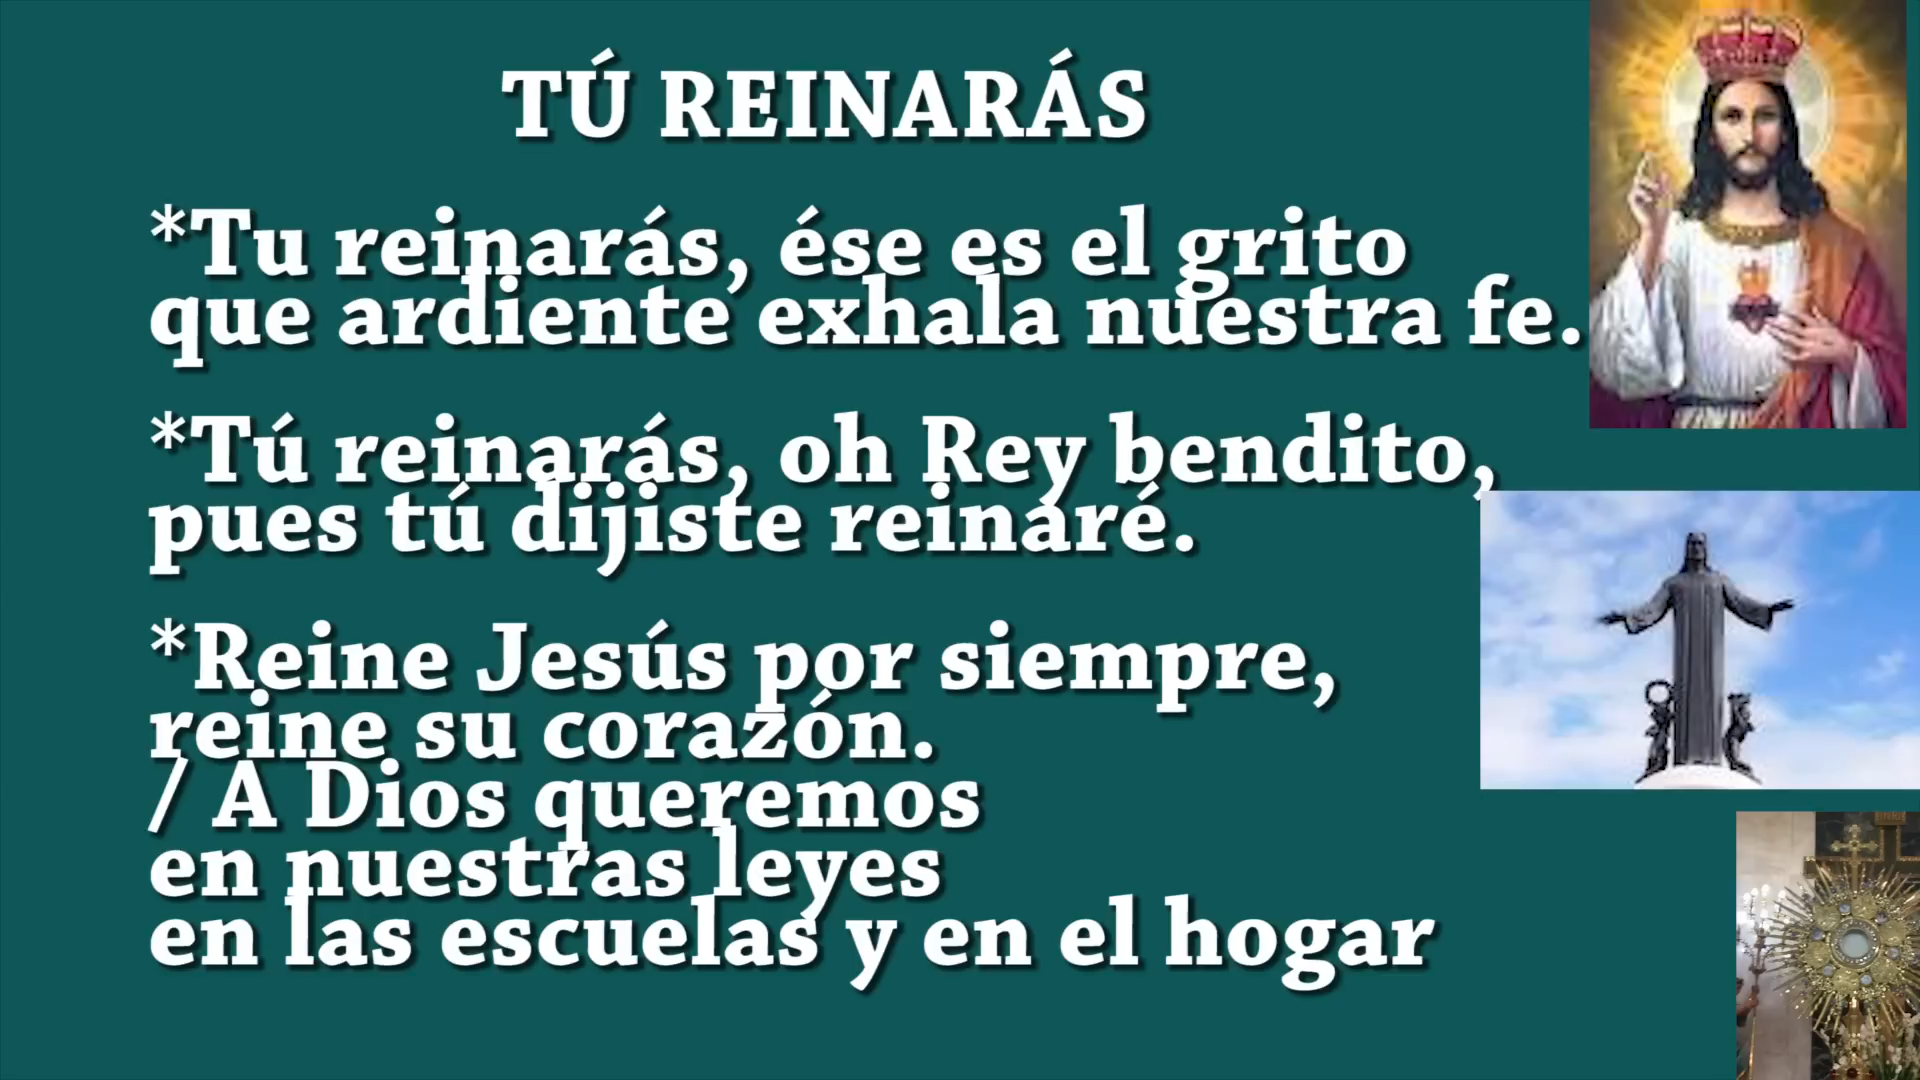 TÚ REINARÁS
*Tu reinarás, ése es el grito
que ardiente exhala nuestra fe.
*Tú reinarás, oh Rey bendito,
pues tú dijiste reinaré.
*Reine Jesús por siempre,
reine su corazón.
/ A Dios queremos
en nuestras leyes
en las escuelas y en el hogar